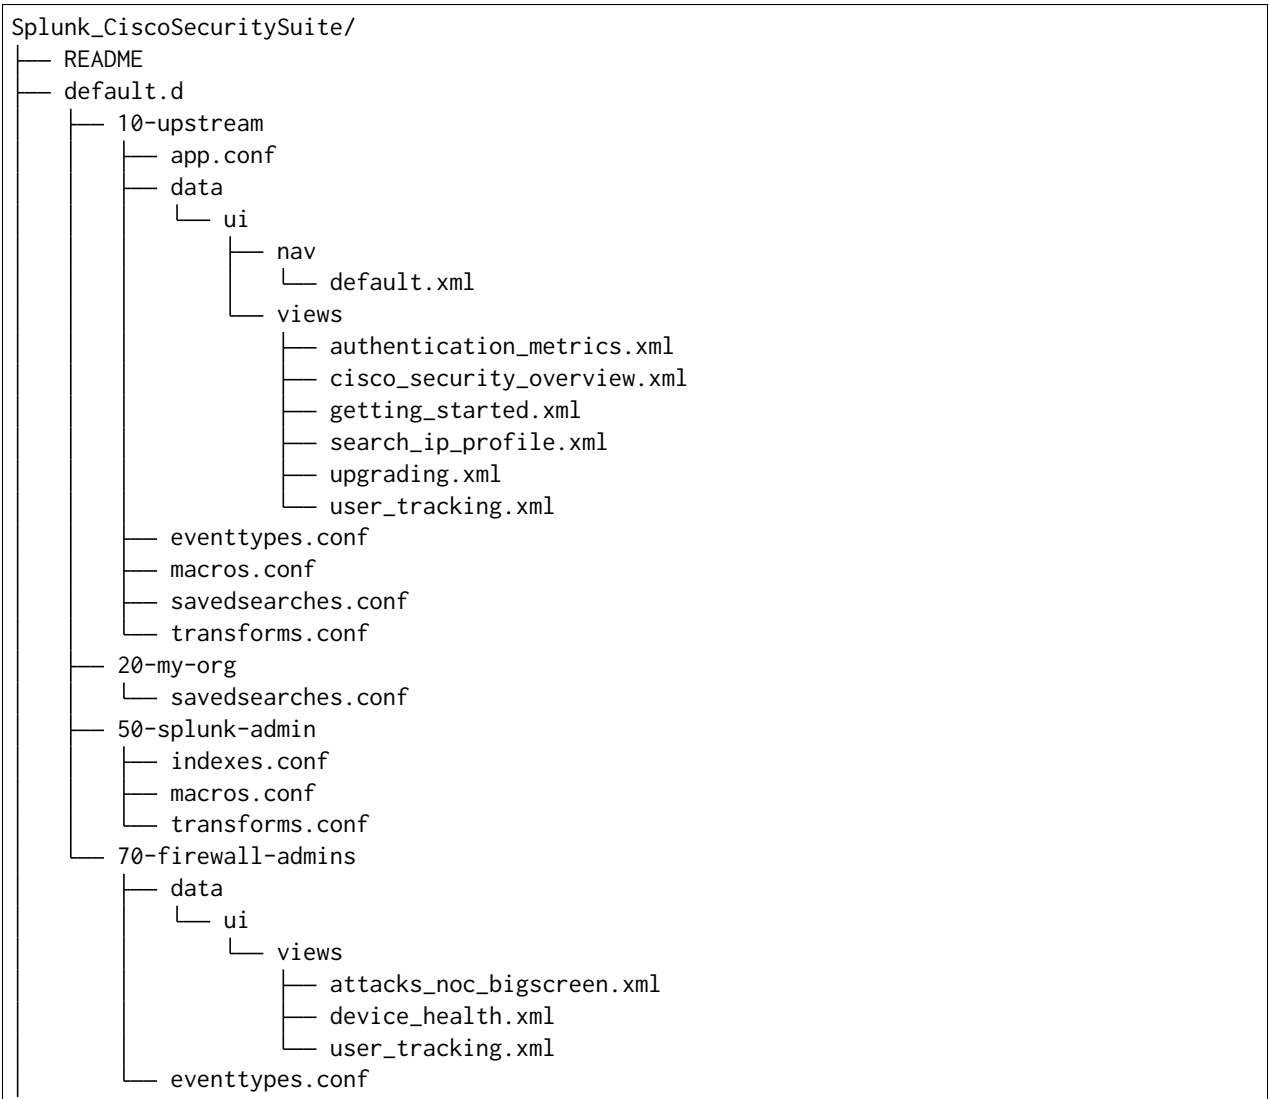 Splunk_CiscoSecuritySuite/
├── README
├── default.d
│   ├── 10-upstream
│   │   ├── app.conf
│   │   ├── data
│   │   │   └── ui
│   │   │       ├── nav
│   │   │       │   └── default.xml
│   │   │       └── views
│   │   │           ├── authentication_metrics.xml
│   │   │           ├── cisco_security_overview.xml
│   │   │           ├── getting_started.xml
│   │   │           ├── search_ip_profile.xml
│   │   │           ├── upgrading.xml
│   │   │           └── user_tracking.xml
│   │   ├── eventtypes.conf
│   │   ├── macros.conf
│   │   ├── savedsearches.conf
│   │   └── transforms.conf
│   ├── 20-my-org
│   │   └── savedsearches.conf
│   ├── 50-splunk-admin
│   │   ├── indexes.conf
│   │   ├── macros.conf
│   │   └── transforms.conf
│   └── 70-firewall-admins
│       ├── data
│       │   └── ui
│       │       └── views
│       │           ├── attacks_noc_bigscreen.xml
│       │           ├── device_health.xml
│       │           └── user_tracking.xml
│       └── eventtypes.conf